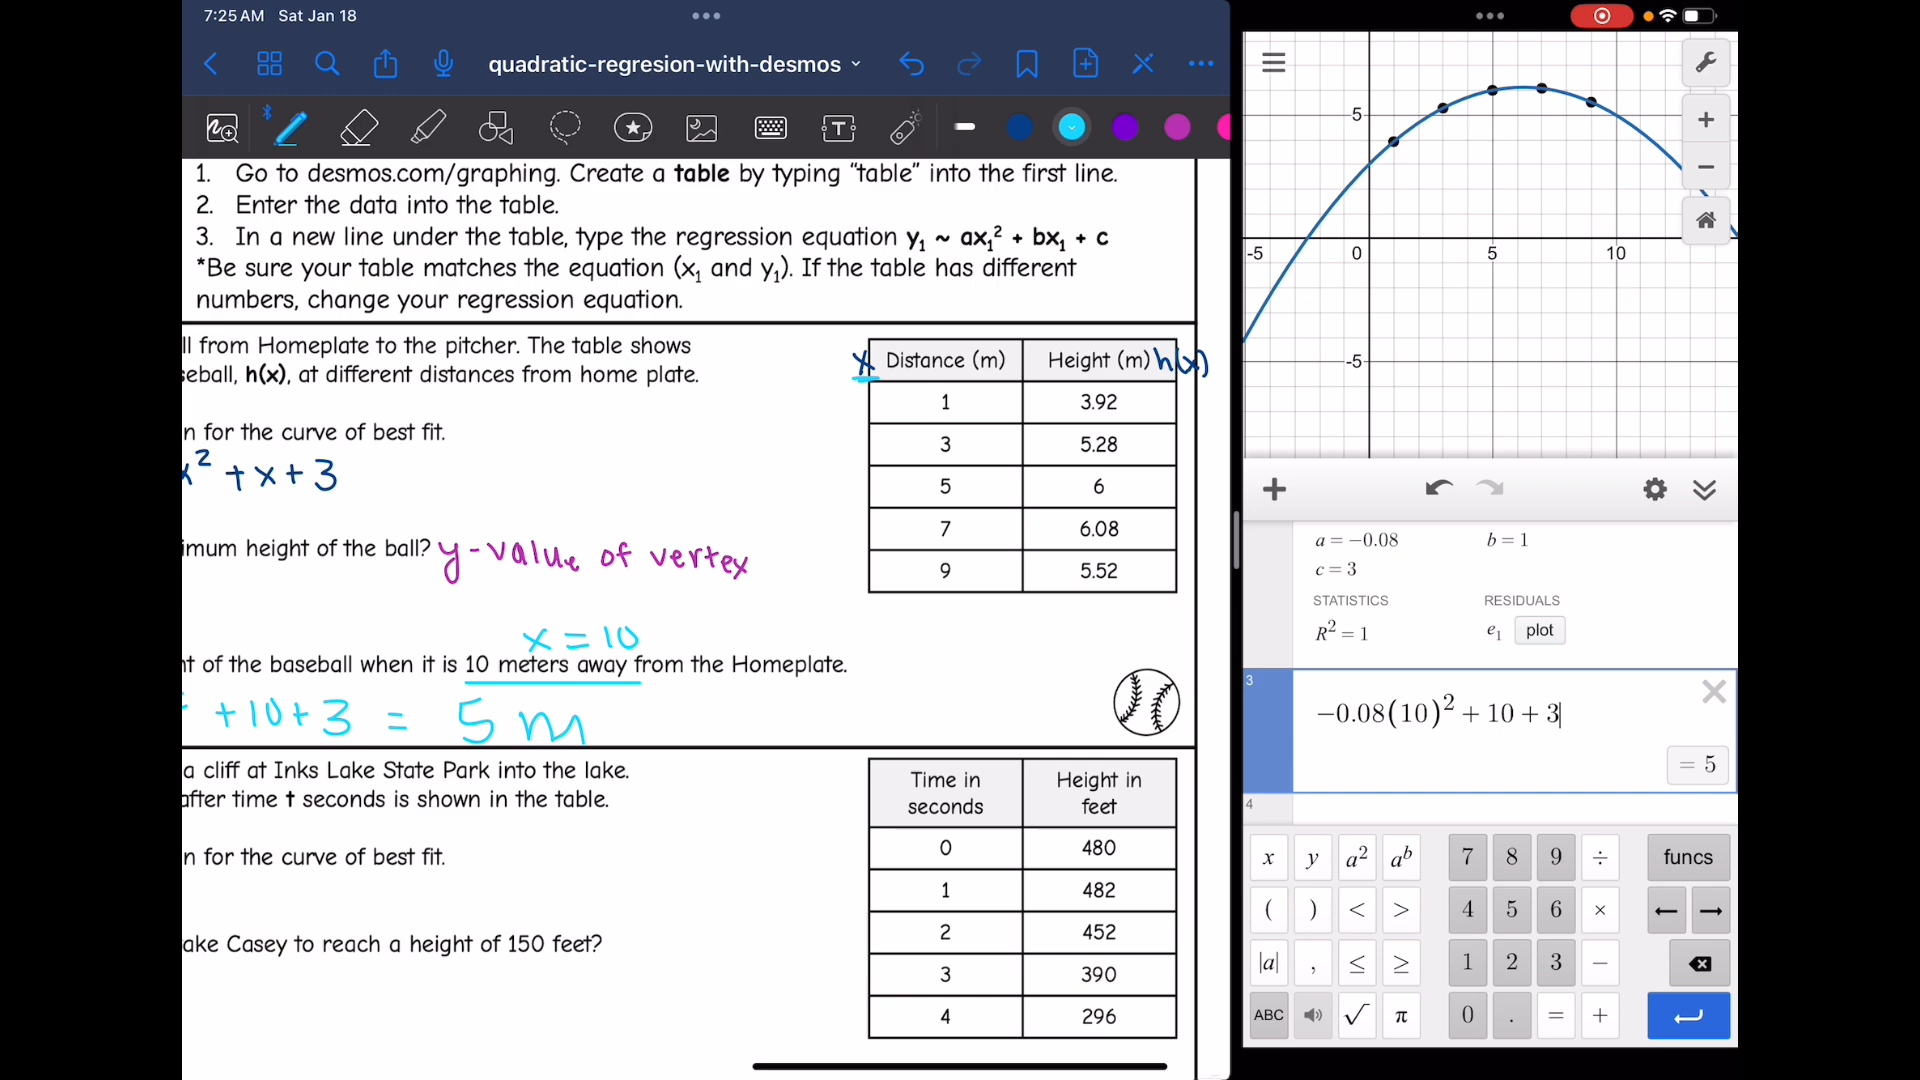 7:25 AM Sat Jan 18
quadratic-regresion-with-desmos
1. Go to desmos.com/graphing. Create a table by typing “table” into the first line.
2. Enter the data into the table.
3. In a new line under the table, type the regression equation y₁ ~ ax₁² + bx₁ + c
*Be sure your table matches the equation (x₁ and y₁). If the table has different
numbers, change your regression equation.
ll from Homeplate to the pitcher. The table shows
seball, h(x), at different distances from home plate.
n for the curve of best fit.
x² + x + 3
imum height of the ball? y-value of vertex
x = 10
nt of the baseball when it is 10 meters away from the Homeplate.
+10+3 = 5 m
x Distance (m) Height (m) h(x)
1 3.92
3 5.28
5 6
7 6.08
9 5.52
a cliff at Inks Lake State Park into the lake.
after time t seconds is shown in the table.
n for the curve of best fit.
ake Casey to reach a height of 150 feet?
Time in seconds Height in feet
0 480
1 482
2 452
3 390
4 296
5
-5 0 5 10
-5
a = −0.08 b = 1
c = 3
STATISTICS RESIDUALS
R² = 1 e₁ plot
3
−0.08(10)² + 10 + 3
= 5
4
x y a² aᵇ 7 8 9 ÷ funcs
( ) < > 4 5 6 × ← →
|a| , ≤ ≥ 1 2 3 −
ABC √ π 0 . = +